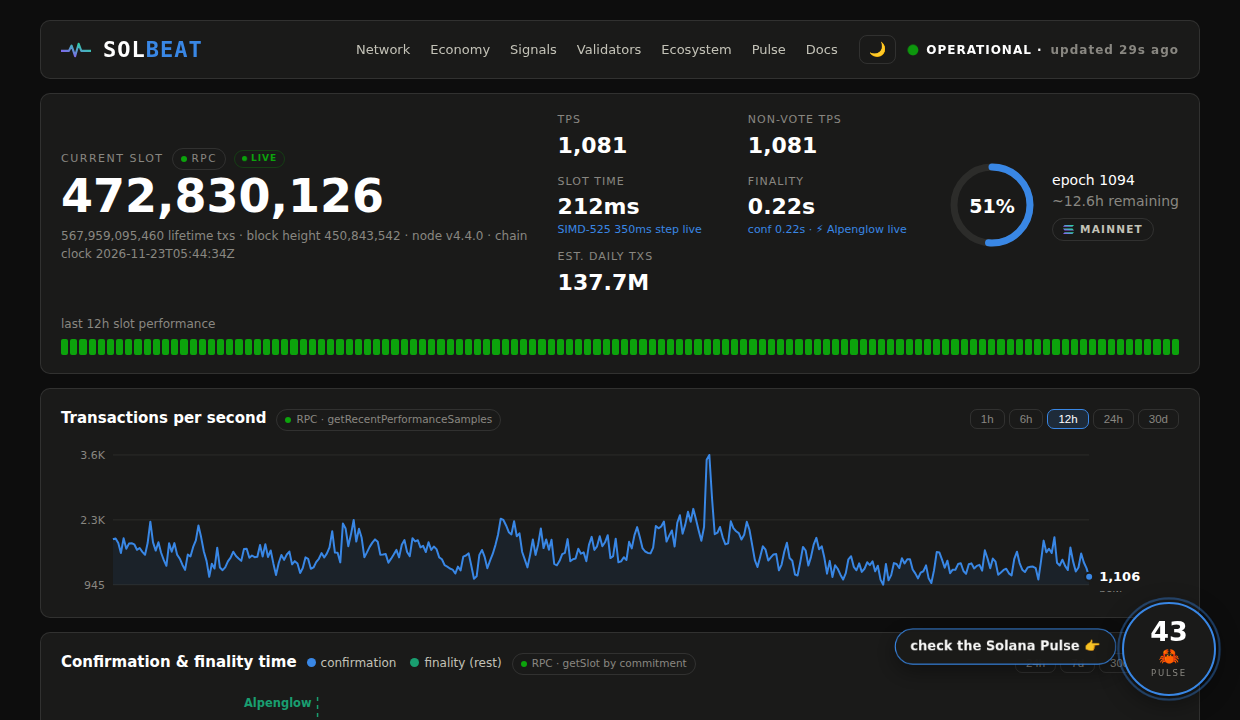 SOLBEAT
Network Economy Signals Validators Ecosystem Pulse Docs
OPERATIONAL · updated 29s ago
CURRENT SLOT RPC LIVE
472,830,126
567,959,095,460 lifetime txs · block height 450,843,542 · node v4.4.0 · chain
clock 2026-11-23T05:44:34Z
TPS
1,081
NON-VOTE TPS
1,081
SLOT TIME
212ms
SIMD-525 350ms step live
FINALITY
0.22s
conf 0.22s · ⚡ Alpenglow live
EST. DAILY TXS
137.7M
51%
epoch 1094
~12.6h remaining
MAINNET
last 12h slot performance
Transactions per second RPC · getRecentPerformanceSamples
1h 6h 12h 24h 30d
3.6K
2.3K
945
1,106
Confirmation & finality time confirmation finality (rest) RPC · getSlot by commitment
check the Solana Pulse 👉
43
PULSE
Alpenglow